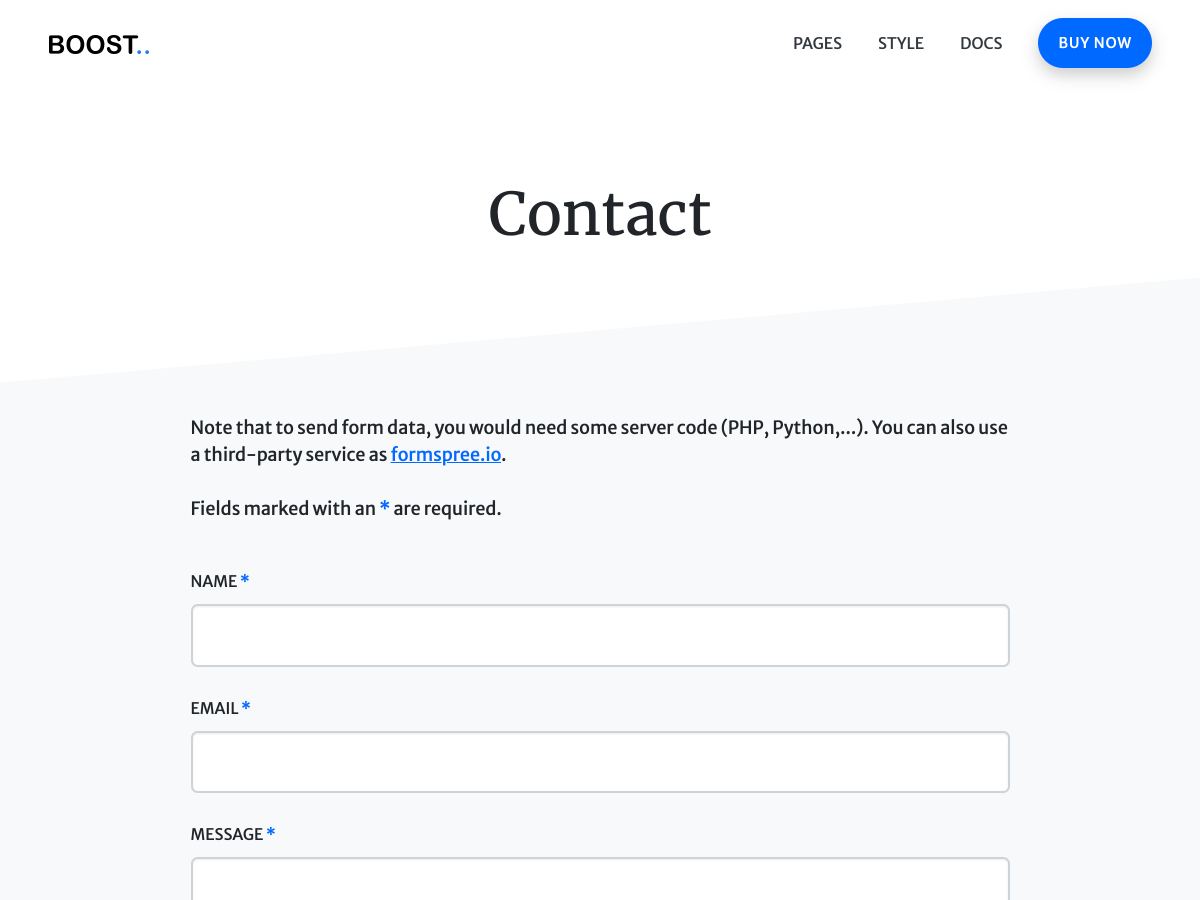 BOOST..
PAGES
STYLE
DOCS
BUY NOW
Contact
Note that to send form data, you would need some server code (PHP, Python,...). You can also use
a third-party service as formspree.io.
Fields marked with an * are required.
NAME *
EMAIL *
MESSAGE *